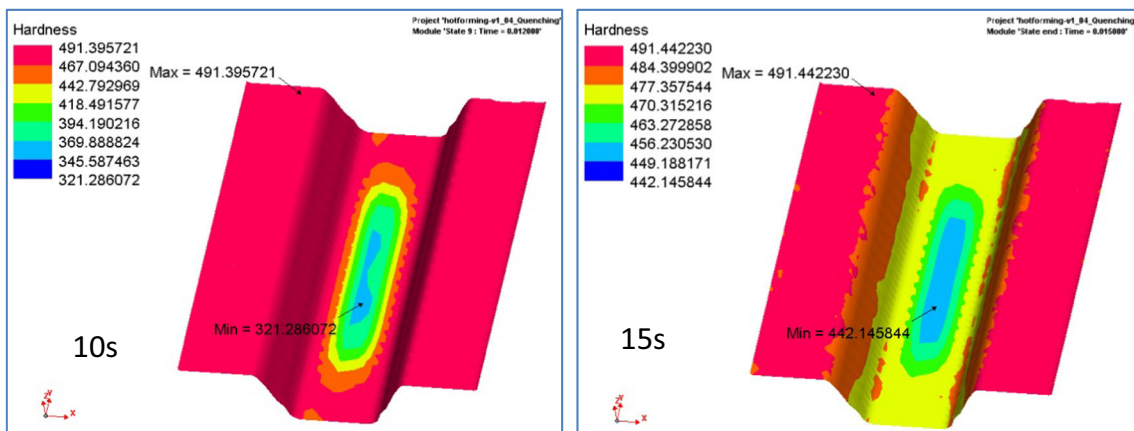 Project 'hotforming-v1_04_Quenching'
Module 'State 9 : Time = 0.012000'
Hardness
491.395721
467.094360
442.792969
418.491577
394.190216
369.888824
345.587463
321.286072
Max = 491.395721
Min = 321.286072
10s
Z Y
X
Project 'hotforming-v1_04_Quenching'
Module 'State end : Time = 0.015000'
Hardness
491.442230
484.399902
477.357544
470.315216
463.272858
456.230530
449.188171
442.145844
Max = 491.442230
Min = 442.145844
15s
Z Y
X